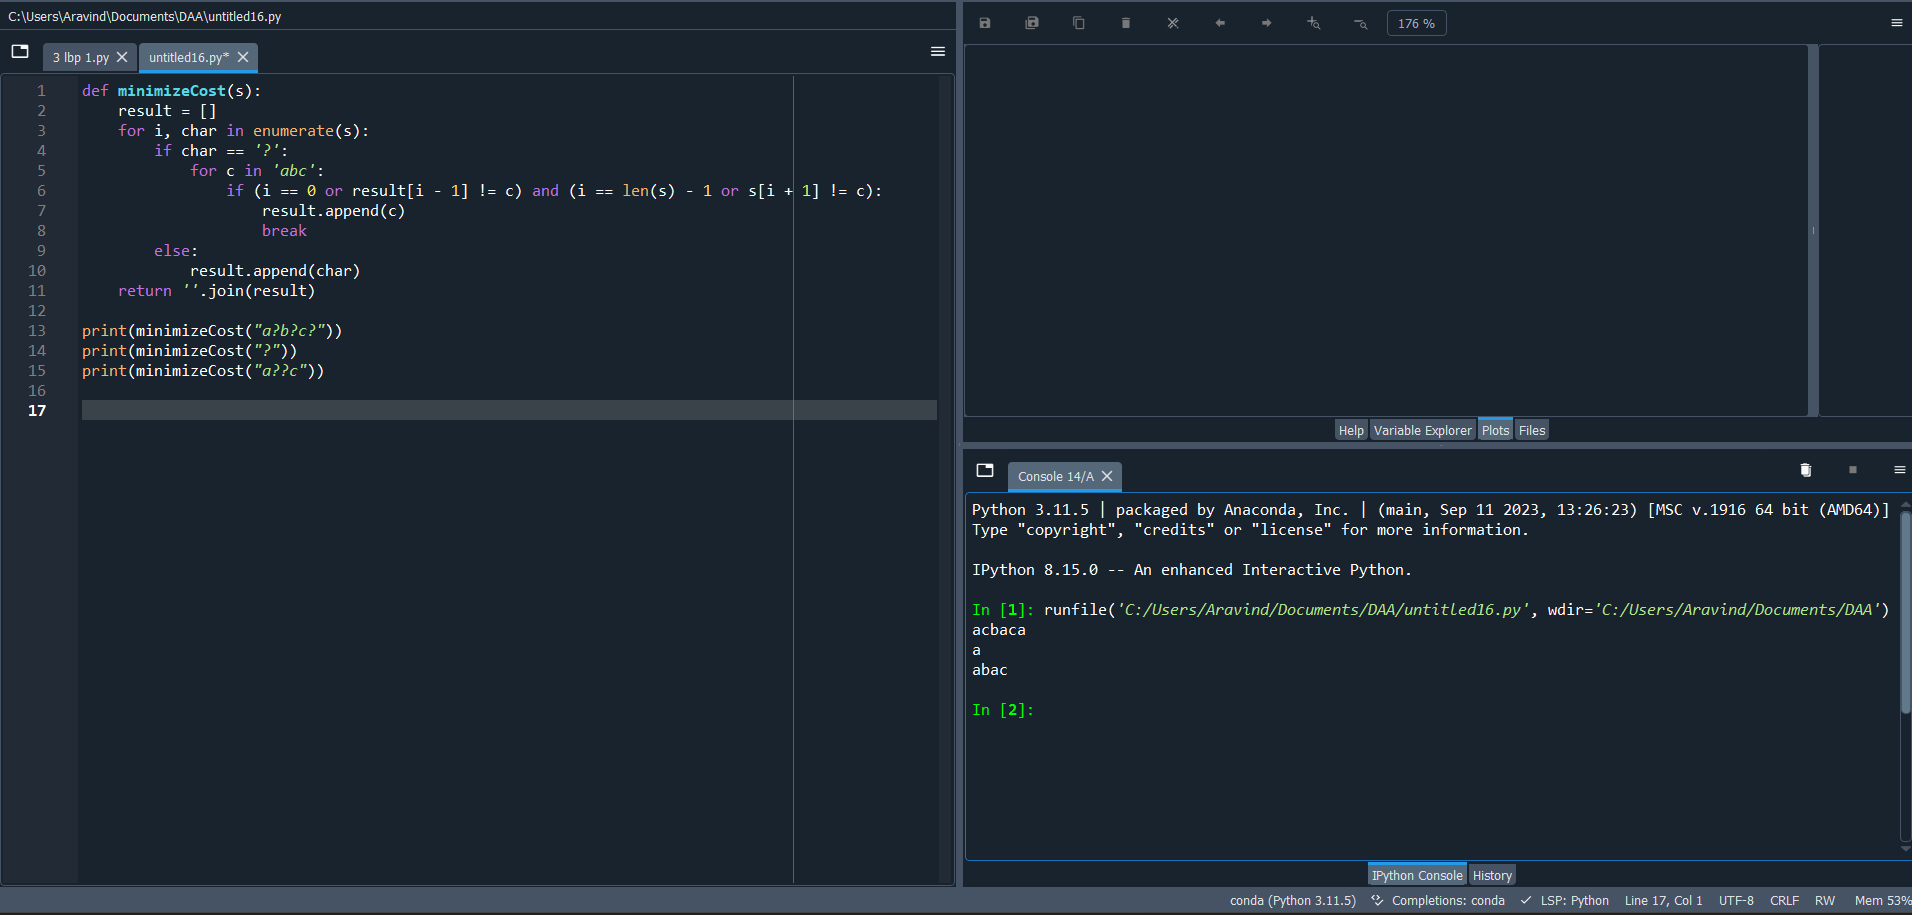 C:\Users\Aravind\Documents\DAA\untitled16.py
3 lbp 1.py
untitled16.py*
1 def minimizeCost(s):
2     result = []
3     for i, char in enumerate(s):
4         if char == '?':
5             for c in 'abc':
6                 if (i == 0 or result[i - 1] != c) and (i == len(s) - 1 or s[i + 1] != c):
7                     result.append(c)
8                     break
9         else:
10             result.append(char)
11     return ''.join(result)
12
13 print(minimizeCost("a?b?c?"))
14 print(minimizeCost("?"))
15 print(minimizeCost("a??c"))
16
17
176 %
Help Variable Explorer Plots Files
Console 14/A
Python 3.11.5 | packaged by Anaconda, Inc. | (main, Sep 11 2023, 13:26:23) [MSC v.1916 64 bit (AMD64)]
Type "copyright", "credits" or "license" for more information.
IPython 8.15.0 -- An enhanced Interactive Python.
In [1]: runfile('C:/Users/Aravind/Documents/DAA/untitled16.py', wdir='C:/Users/Aravind/Documents/DAA')
acbaca
a
abac
In [2]:
IPython Console History
conda (Python 3.11.5) Completions: conda LSP: Python Line 17, Col 1 UTF-8 CRLF RW Mem 53%